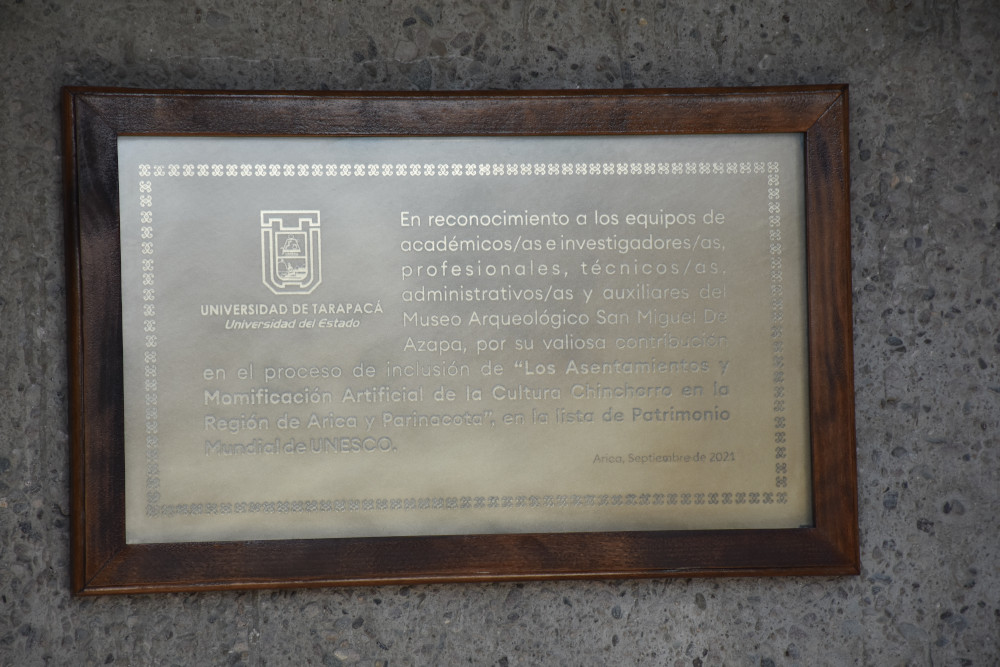 UNIVERSIDAD DE TARAPACÁ
Universidad del Estado
En reconocimiento a los equipos de
académicos/as e investigadores/as,
profesionales, técnicos/as,
administrativos/as y auxiliares del
Museo Arqueológico San Miguel De
Azapa, por su valiosa contribución
en el proceso de inclusión de “Los Asentamientos y
Momificación Artificial de la Cultura Chinchorro en la
Región de Arica y Parinacota”, en la lista de Patrimonio
Mundial de UNESCO.
Arica, Septiembre de 2021